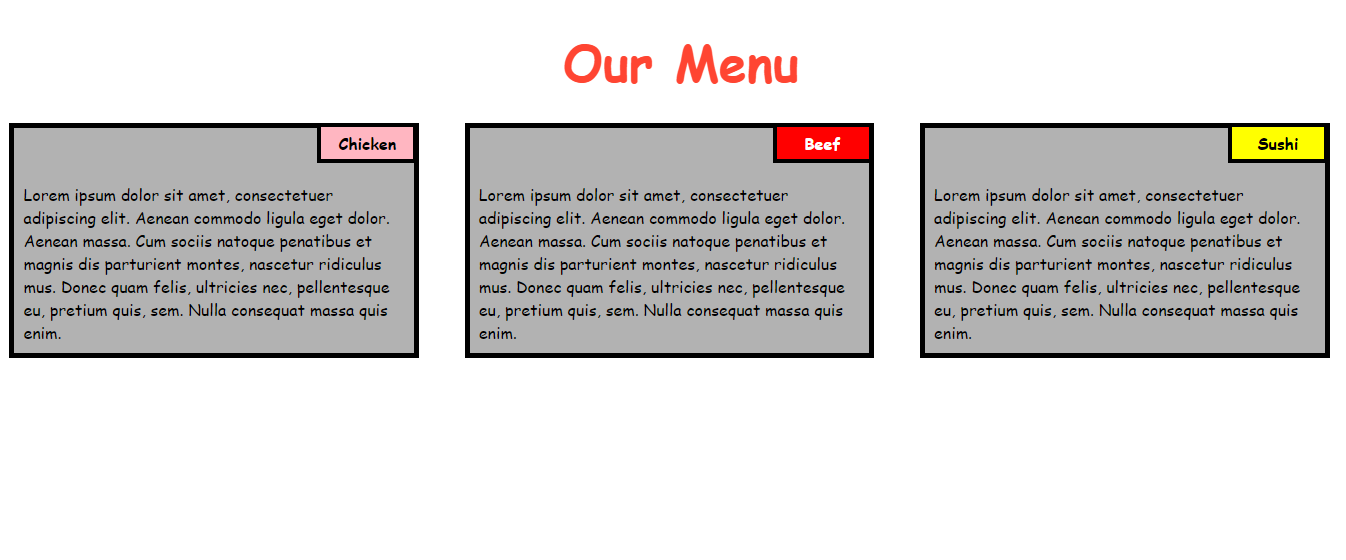 Our Menu
Chicken
Lorem ipsum dolor sit amet, consectetuer
adipiscing elit. Aenean commodo ligula eget dolor.
Aenean massa. Cum sociis natoque penatibus et
magnis dis parturient montes, nascetur ridiculus
mus. Donec quam felis, ultricies nec, pellentesque
eu, pretium quis, sem. Nulla consequat massa quis
enim.
Beef
Lorem ipsum dolor sit amet, consectetuer
adipiscing elit. Aenean commodo ligula eget dolor.
Aenean massa. Cum sociis natoque penatibus et
magnis dis parturient montes, nascetur ridiculus
mus. Donec quam felis, ultricies nec, pellentesque
eu, pretium quis, sem. Nulla consequat massa quis
enim.
Sushi
Lorem ipsum dolor sit amet, consectetuer
adipiscing elit. Aenean commodo ligula eget dolor.
Aenean massa. Cum sociis natoque penatibus et
magnis dis parturient montes, nascetur ridiculus
mus. Donec quam felis, ultricies nec, pellentesque
eu, pretium quis, sem. Nulla consequat massa quis
enim.